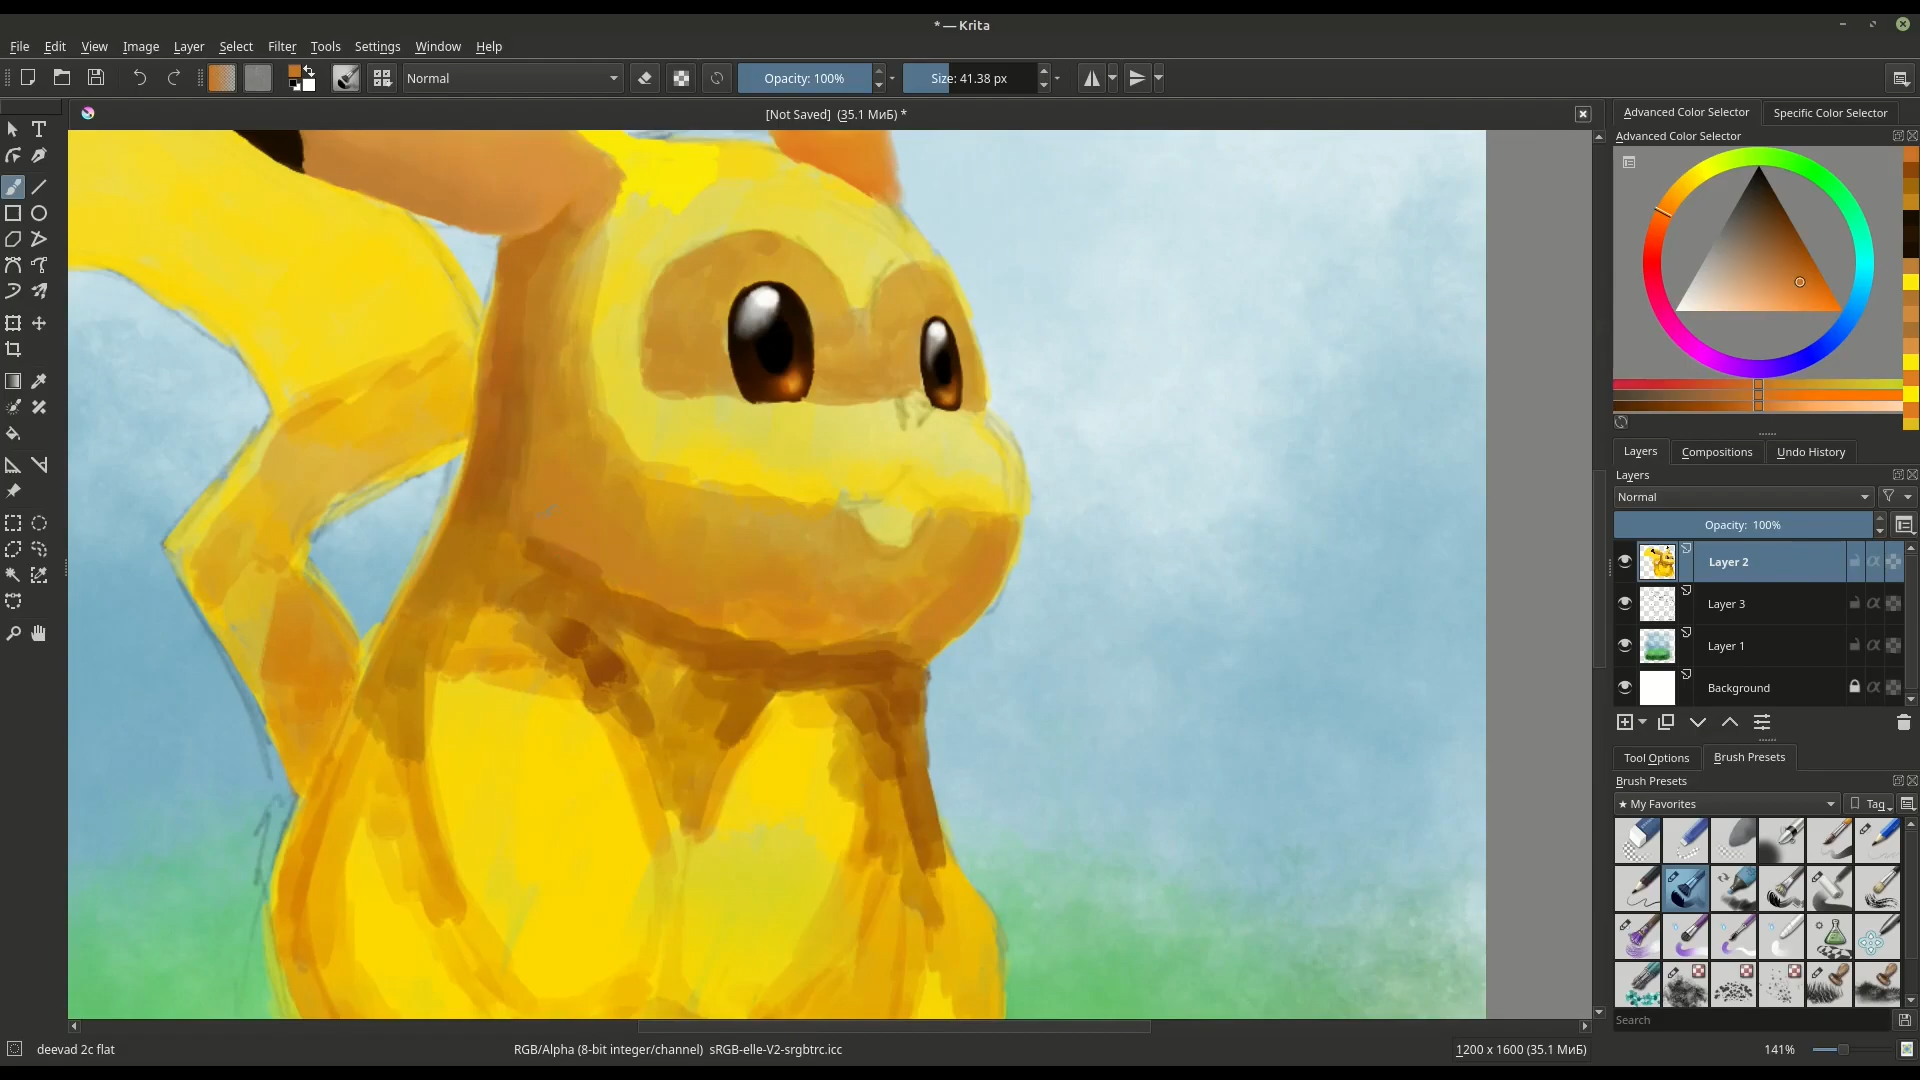 * — Krita
File Edit View Image Layer Select Filter Tools Settings Window Help
Normal Opacity: 100% Size: 41.38 px
[Not Saved] (35.1 МиБ) *
Advanced Color Selector Specific Color Selector
Advanced Color Selector
Layers Compositions Undo History
Layers
Normal
Opacity: 100%
Layer 2
Layer 3
Layer 1
Background
Tool Options Brush Presets
Brush Presets
★ My Favorites Tag
Search
deevad 2c flat RGB/Alpha (8-bit integer/channel) sRGB-elle-V2-srgbtrc.icc 1200 x 1600 (35.1 МиБ) 141%